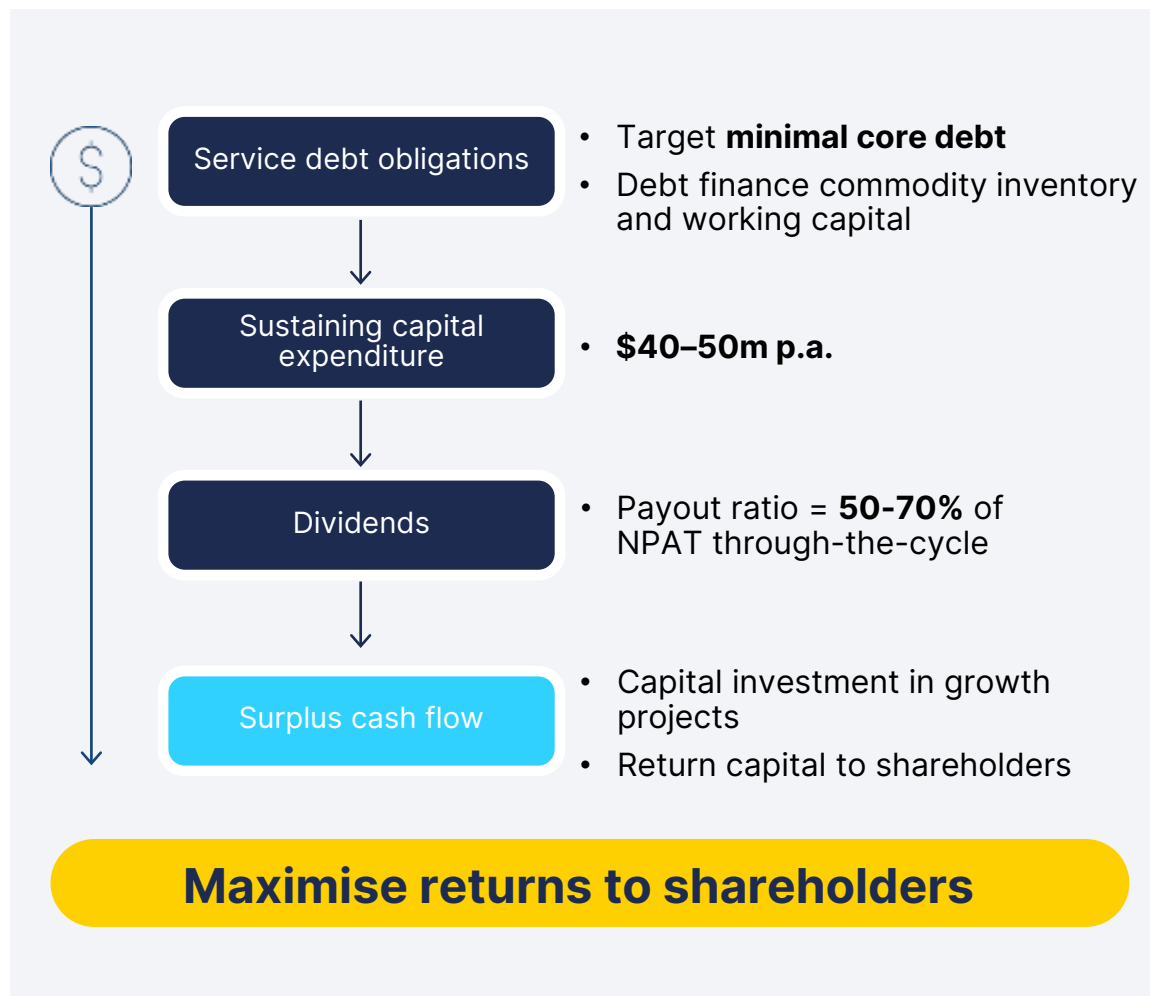 $
Service debt obligations
• Target minimal core debt
• Debt finance commodity inventory
and working capital
Sustaining capital
expenditure
• $40–50m p.a.
Dividends
• Payout ratio = 50-70% of
NPAT through-the-cycle
Surplus cash flow
• Capital investment in growth
projects
• Return capital to shareholders
Maximise returns to shareholders